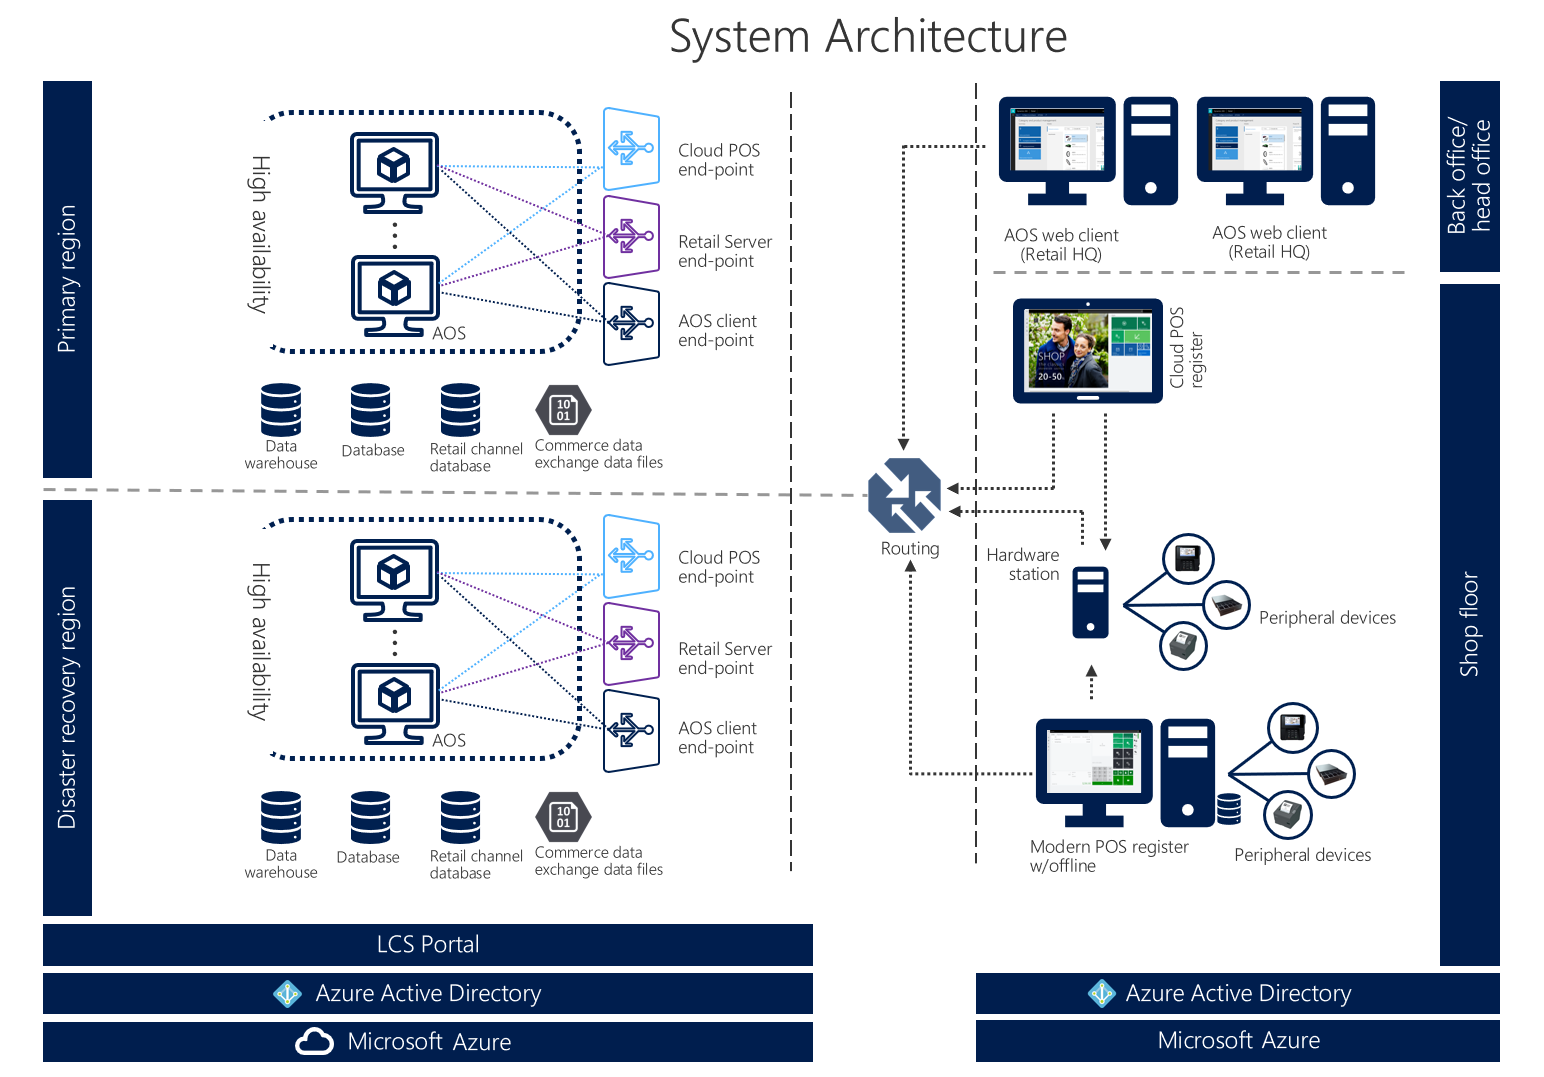 System Architecture
Primary region
High availability
AOS
Cloud POS
end-point
Retail Server
end-point
AOS client
end-point
Data
warehouse
Database
Retail channel
database
10
01
Commerce data
exchange data files
Disaster recovery region
High availability
AOS
Cloud POS
end-point
Retail Server
end-point
AOS client
end-point
Data
warehouse
Database
Retail channel
database
10
01
Commerce data
exchange data files
Routing
AOS web client
(Retail HQ)
AOS web client
(Retail HQ)
Back office/
head office
SHOP
20-50
Cloud POS
register
Hardware
station
Peripheral devices
Modern POS register
w/offline
Peripheral devices
Shop floor
LCS Portal
Azure Active Directory
Microsoft Azure
Azure Active Directory
Microsoft Azure